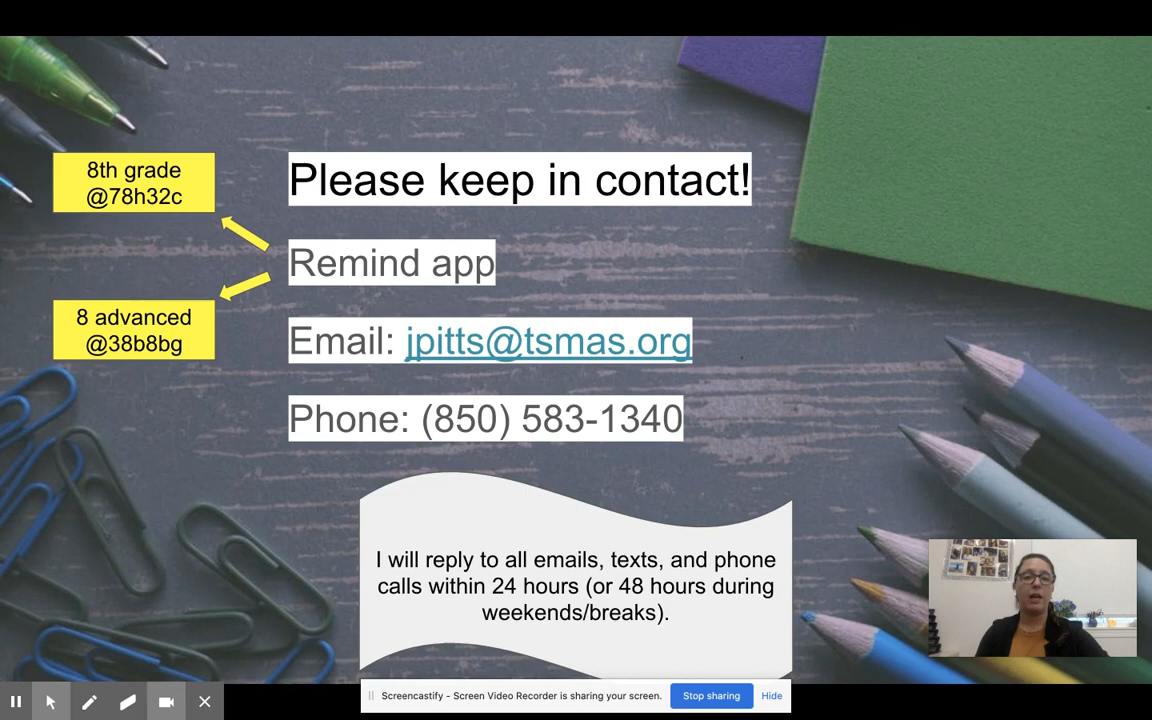 Please keep in contact!
8th grade
@78h32c
Remind app
8 advanced
@38b8bg
Email: jpitts@tsmas.org
Phone: (850) 583-1340
I will reply to all emails, texts, and phone
calls within 24 hours (or 48 hours during
weekends/breaks).
Screencastify - Screen Video Recorder is sharing your screen.
Stop sharing
Hide